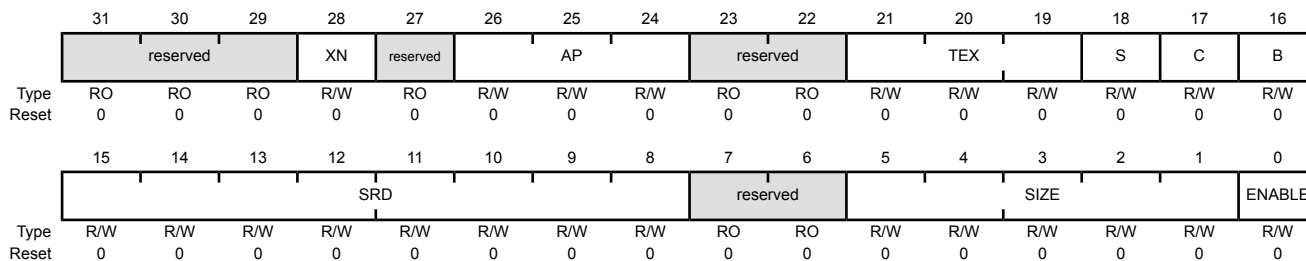 31 30 29 28 27 26 25 24 23 22 21 20 19 18 17 16
reserved XN reserved AP reserved TEX S C B
Type RO RO RO R/W RO R/W R/W R/W RO RO R/W R/W R/W R/W R/W R/W
Reset 0 0 0 0 0 0 0 0 0 0 0 0 0 0 0 0
15 14 13 12 11 10 9 8 7 6 5 4 3 2 1 0
SRD reserved SIZE ENABLE
Type R/W R/W R/W R/W R/W R/W R/W R/W RO RO R/W R/W R/W R/W R/W R/W
Reset 0 0 0 0 0 0 0 0 0 0 0 0 0 0 0 0